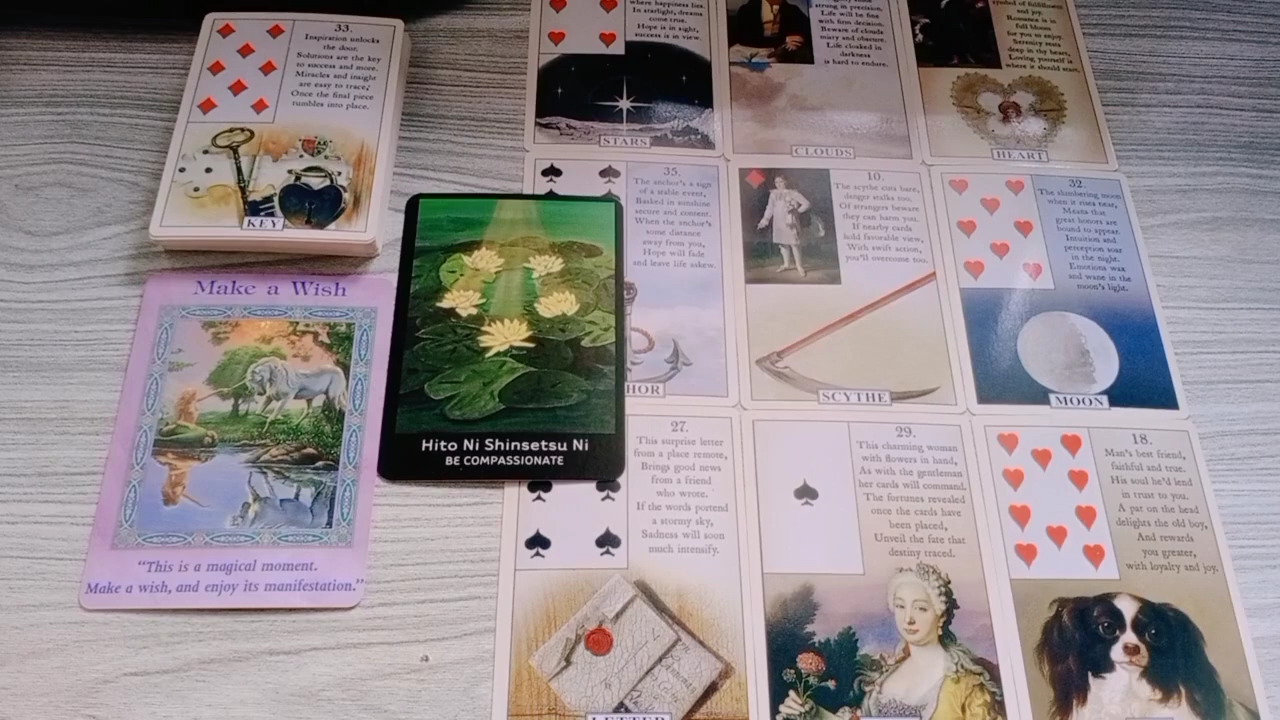 33.
Inspiration unlocks
the door,
Solutions are the key
to success and more.
Miracles and insight
are easy to trace;
Once the final piece
tumbles into place.
KEY
where happiness lies.
In starlight, dreams
come true.
Hope is in sight,
success is in view.
STARS
strong in precision.
Life will be fine
with firm decision.
Beware of clouds
misty and obscure.
Life cloaked in
darkness
is hard to endure.
CLOUDS
symbol of fulfillment
and joy.
Romance is in
full bloom
for you to enjoy.
Serenity rests
deep in thy heart,
Loving yourself is
where it should start.
HEART
35.
The anchor's a sign
of a stable event,
Basked in sunshine
secure and content.
When the anchor's
some distance
away from you,
Hope will fade
and leave life askew.
HOR
10.
The scythe cuts bare,
danger stalks too.
Of strangers beware
they can harm you.
If nearby cards
hold favorable view,
With swift action,
you'll overcome too.
SCYTHE
32.
The shimmering moon
when it rises near,
Means that
great honors are
bound to appear.
Intuition and
perception soar
in the night.
Emotions wax
and wane in the
moon's light.
MOON
Make a Wish
"This is a magical moment.
Make a wish, and enjoy its manifestation."
Hito Ni Shinsetsu Ni
BE COMPASSIONATE
27.
This surprise letter
from a place remote,
Brings good news
from a friend
who wrote.
If the words portend
a stormy sky,
Sadness will soon
much intensify.
LETTER
29.
This charming woman
with flowers in hand,
As with the gentleman
her cards will command.
The fortunes revealed
once the cards have
been placed,
Unveil the fate that
destiny traced.
18.
Man's best friend,
faithful and true.
His soul he'd lend
in trust to you.
A pat on the head
delights the old boy,
And rewards
you greater,
with loyalty and joy.